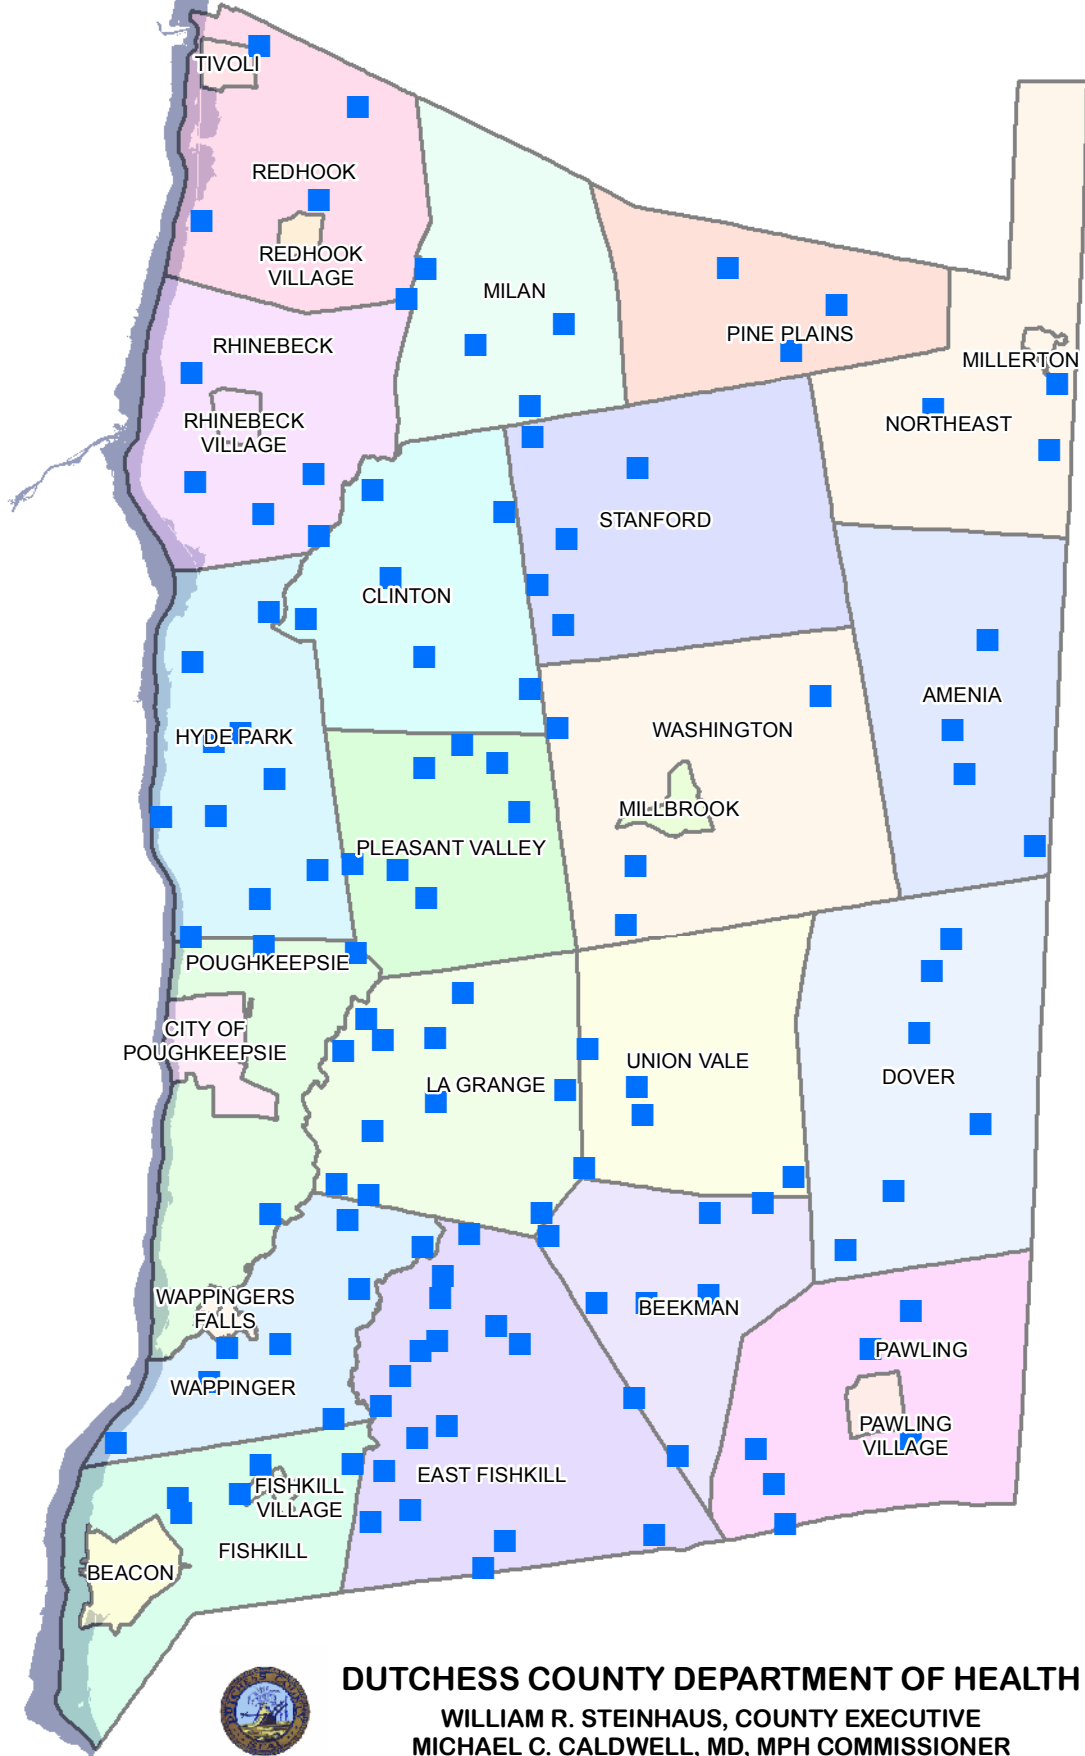 TIVOLI
REDHOOK
REDHOOK
VILLAGE
MILAN
PINE PLAINS
RHINEBECK
MILLERTON
RHINEBECK
VILLAGE
NORTHEAST
STANFORD
CLINTON
AMENIA
HYDE PARK
WASHINGTON
MILLBROOK
PLEASANT VALLEY
POUGHKEEPSIE
CITY OF
POUGHKEEPSIE
UNION VALE
LA GRANGE
DOVER
WAPPINGERS
FALLS
BEEKMAN
PAWLING
WAPPINGER
PAWLING
VILLAGE
EAST FISHKILL
FISHKILL
VILLAGE
FISHKILL
BEACON
DUTCHESS COUNTY DEPARTMENT OF HEALTH
WILLIAM R. STEINHAUS, COUNTY EXECUTIVE
MICHAEL C. CALDWELL, MD, MPH COMMISSIONER